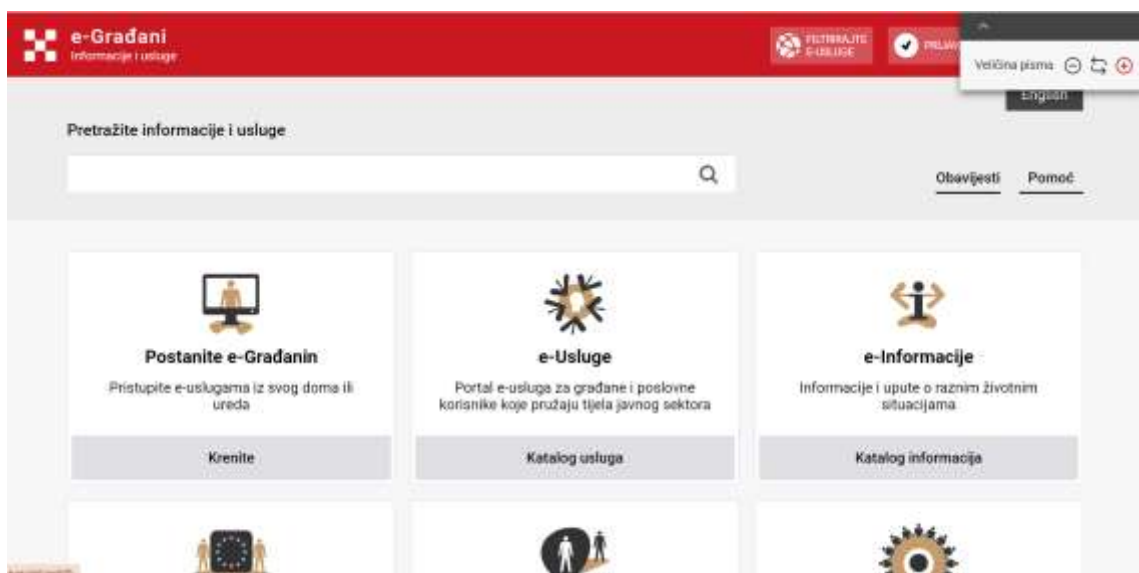 e-Građani
Informacije i usluge
FILTRIRAJTE
E-USLUGE
Veličina pisma
English
Pretražite informacije i usluge
Obavijesti
Pomoć
Postanite e-Građanin
Pristupite e-uslugama iz svog doma ili
ureda
Krenite
e-Usluge
Portal e-usluga za građane i poslovne
korisnike koje pružaju tijela javnog sektora
Katalog usluga
e-Informacije
Informacije i upute o raznim životnim
situacijama
Katalog informacija